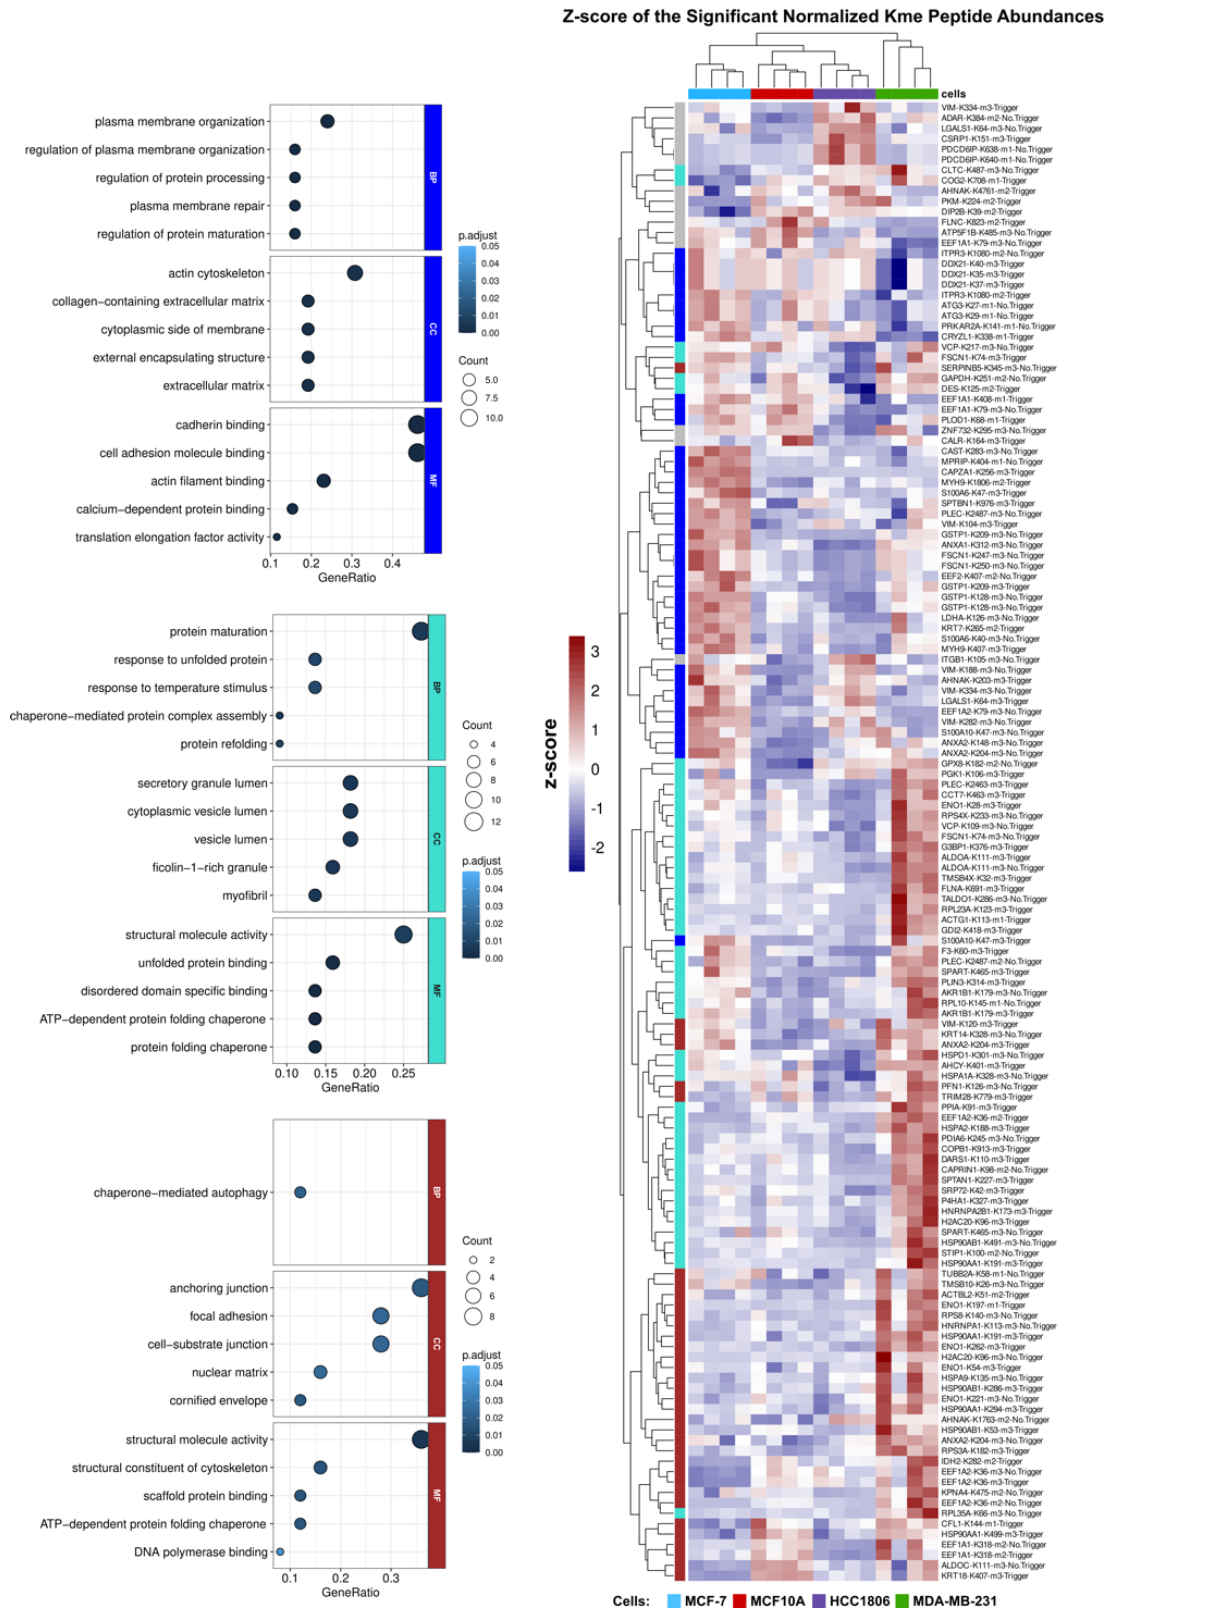 Z-score of the Significant Normalized Kme Peptide Abundances
plasma membrane organization
regulation of plasma membrane organization
regulation of protein processing
plasma membrane repair
regulation of protein maturation
BP
actin cytoskeleton
collagen-containing extracellular matrix
cytoplasmic side of membrane
external encapsulating structure
extracellular matrix
CC
cadherin binding
cell adhesion molecule binding
actin filament binding
calcium-dependent protein binding
translation elongation factor activity
MF
0.1 0.2 0.3 0.4
GeneRatio
p.adjust
0.05
0.04
0.03
0.02
0.01
0.00
Count
5.0
7.5
10.0
protein maturation
response to unfolded protein
response to temperature stimulus
chaperone-mediated protein complex assembly
protein refolding
BP
secretory granule lumen
cytoplasmic vesicle lumen
vesicle lumen
ficolin-1-rich granule
myofibril
CC
structural molecule activity
unfolded protein binding
disordered domain specific binding
ATP-dependent protein folding chaperone
protein folding chaperone
MF
0.10 0.15 0.20 0.25
GeneRatio
Count
4
6
8
10
12
p.adjust
0.05
0.04
0.03
0.02
0.01
0.00
chaperone-mediated autophagy
BP
anchoring junction
focal adhesion
cell-substrate junction
nuclear matrix
cornified envelope
CC
structural molecule activity
structural constituent of cytoskeleton
scaffold protein binding
ATP-dependent protein folding chaperone
DNA polymerase binding
MF
0.1 0.2 0.3
GeneRatio
Count
2
4
6
8
p.adjust
0.05
0.04
0.03
0.02
0.01
0.00
z-score
3
2
1
0
-1
-2
cells
VIM-K334-m3-Trigger
ADAR-K384-m2-No.Trigger
LGALS1-K64-m3-No.Trigger
CSRP1-K151-m3-Trigger
PDCD6IP-K638-m1-No.Trigger
PDCD6IP-K640-m1-No.Trigger
CLTC-K487-m3-No.Trigger
COG2-K708-m1-Trigger
AHNAK-K4761-m2-Trigger
PKM-K224-m2-No.Trigger
DIP2B-K39-m2-Trigger
FLNC-K823-m2-Trigger
ATP5F1B-K485-m3-No.Trigger
EEF1A1-K79-m3-No.Trigger
ITPR3-K1080-m2-No.Trigger
DDX21-K40-m3-Trigger
DDX21-K35-m3-Trigger
DDX21-K37-m3-Trigger
ITPR3-K1080-m2-Trigger
ATG3-K27-m1-No.Trigger
ATG3-K29-m1-No.Trigger
PRKAR2A-K141-m1-No.Trigger
CRYZL1-K338-m1-Trigger
VCP-K217-m3-No.Trigger
FSCN1-K74-m3-Trigger
SERPINB5-K345-m3-No.Trigger
GAPDH-K251-m2-No.Trigger
DES-K125-m2-Trigger
EEF1A1-K408-m1-Trigger
EEF1A1-K79-m3-Trigger
PLOD1-K68-m1-Trigger
ZNF732-K295-m3-No.Trigger
CALR-K164-m3-Trigger
CAST-K283-m3-No.Trigger
MPRIP-K404-m1-No.Trigger
CAPZA1-K256-m3-Trigger
MYH9-K1806-m2-Trigger
S100A6-K47-m3-Trigger
SPTBN1-K976-m3-Trigger
PLEC-K2487-m3-No.Trigger
VIM-K104-m3-Trigger
GSTP1-K209-m3-No.Trigger
ANXA1-K312-m3-Trigger
FSCN1-K247-m3-No.Trigger
FSCN1-K250-m3-No.Trigger
EEF2-K407-m2-No.Trigger
GSTP1-K209-m3-Trigger
GSTP1-K128-m3-No.Trigger
GSTP1-K128-m3-Trigger
LDHA-K126-m3-No.Trigger
KRT7-K265-m2-Trigger
S100A6-K40-m3-No.Trigger
MYH9-K407-m3-Trigger
ITGB1-K105-m3-No.Trigger
VIM-K188-m3-No.Trigger
AHNAK-K203-m3-Trigger
VIM-K334-m3-No.Trigger
LGALS1-K64-m3-Trigger
EEF1A2-K79-m3-No.Trigger
VIM-K282-m3-No.Trigger
S100A10-K47-m3-No.Trigger
ANXA2-K148-m3-No.Trigger
ANXA2-K204-m3-No.Trigger
GPX8-K182-m2-No.Trigger
PGK1-K106-m3-Trigger
PLEC-K2463-m3-Trigger
CCT7-K463-m3-Trigger
ENO1-K28-m3-Trigger
RPS4X-K233-m3-No.Trigger
VCP-K109-m3-No.Trigger
FSCN1-K74-m3-No.Trigger
G3BP1-K376-m3-Trigger
ALDOA-K111-m3-Trigger
ALDOA-K111-m3-No.Trigger
TMSB4X-K32-m3-Trigger
FLNA-K691-m3-Trigger
TALDO1-K286-m3-No.Trigger
RPL23A-K123-m3-Trigger
ACTG1-K113-m1-Trigger
GDI2-K418-m3-Trigger
S100A10-K47-m3-Trigger
F3-K60-m3-Trigger
PLEC-K2487-m2-No.Trigger
SPART-K465-m3-Trigger
PLIN3-K314-m3-Trigger
AKR1B1-K179-m3-No.Trigger
RPL10-K145-m1-No.Trigger
AKR1B1-K179-m3-Trigger
VIM-K120-m3-Trigger
KRT14-K328-m3-Trigger
ANXA2-K204-m3-Trigger
HSPD1-K301-m3-No.Trigger
AHCY-K401-m3-Trigger
HSPA1A-K328-m3-No.Trigger
PFN1-K126-m3-No.Trigger
TRIM28-K779-m3-Trigger
PPIA-K91-m3-Trigger
EEF1A2-K36-m2-Trigger
HSPA2-K188-m3-Trigger
PDIA6-K245-m3-No.Trigger
COPB1-K913-m3-Trigger
DARS1-K110-m3-Trigger
CAPRIN1-K98-m2-No.Trigger
SPTAN1-K227-m3-Trigger
SRP72-K42-m3-Trigger
P4HA1-K327-m3-Trigger
HNRNPA2B1-K173-m3-Trigger
H2AC20-K96-m3-Trigger
SPART-K465-m3-No.Trigger
HSP90AB1-K491-m3-No.Trigger
STIP1-K100-m2-No.Trigger
HSP90AA1-K191-m3-Trigger
TUBB2A-K58-m1-No.Trigger
TMSB10-K26-m3-No.Trigger
ACTBL2-K51-m2-Trigger
ENO1-K197-m1-Trigger
RPS8-K140-m3-No.Trigger
HNRNPA1-K113-m3-No.Trigger
HSP90AA1-K191-m3-Trigger
ENO1-K262-m3-Trigger
H2AC20-K96-m3-No.Trigger
ENO1-K54-m3-Trigger
HSPA9-K135-m3-No.Trigger
HSP90AB1-K286-m3-Trigger
ENO1-K221-m3-No.Trigger
HSP90AA1-K294-m3-Trigger
AHNAK-K1763-m2-No.Trigger
HSP90AB1-K53-m3-Trigger
ANXA2-K204-m3-No.Trigger
RPS3A-K182-m3-Trigger
IDH2-K282-m2-Trigger
EEF1A2-K36-m3-No.Trigger
EEF1A2-K36-m3-Trigger
KPNA4-K475-m2-No.Trigger
EEF1A2-K36-m2-No.Trigger
RPL35A-K66-m3-No.Trigger
CFL1-K144-m1-Trigger
HSP90AA1-K499-m3-Trigger
EEF1A1-K318-m2-No.Trigger
EEF1A1-K318-m2-Trigger
ALDOC-K111-m3-No.Trigger
KRT18-K407-m3-Trigger
Cells: MCF-7 MCF10A HCC1806 MDA-MB-231